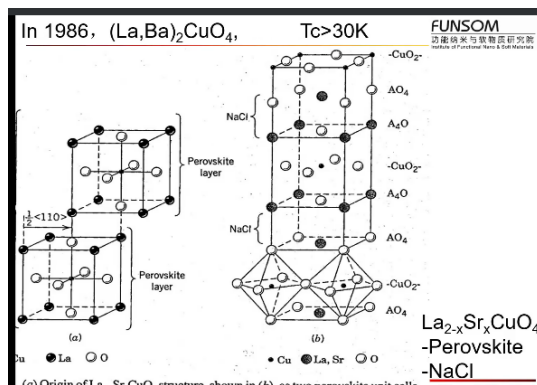 In 1986，(La,Ba)₂CuO₄, Tc>30K
FUNSOM
功能纳米与软物质研究院
Institute of Functional Nano & Soft Materials
-CuO₂-
AO₄
NaCl
A₄O
Perovskite
layer
-CuO₂-
A₄O
½<110>
NaCl
AO₄
Perovskite
layer
-CuO₂-
AO₄
(a)
(b)
Cu La O
Cu La, Sr O
La₂₋ₓSrₓCuO₄
-Perovskite
-NaCl
(a) Origin of La Sr CuO structure, shown in (b), as two perovskite unit cells